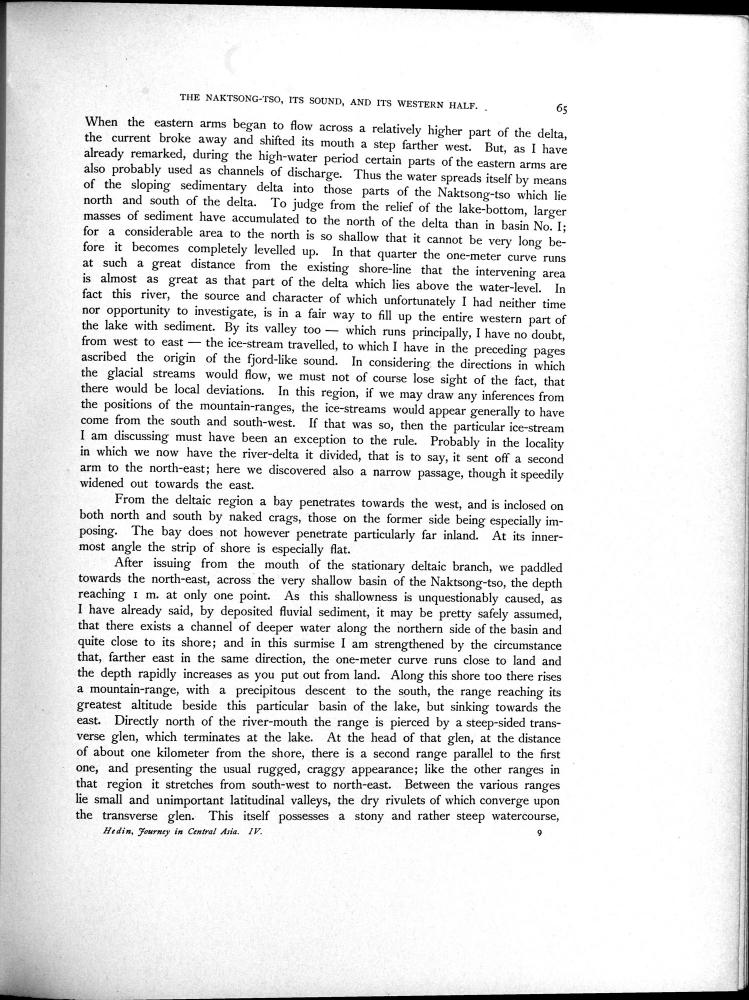 THE NAKTSONG-TSO, ITS SOUND, AND ITS WESTERN HALF. 65
When the eastern arms began to flow across a relatively higher part of the delta,
the current broke away and shifted its mouth a step farther west. But, as I have
already remarked, during the high-water period certain parts of the eastern arms are
also probably used as channels of discharge. Thus the water spreads itself by means
of the sloping sedimentary delta into those parts of the Naktsong-tso which lie
north and south of the delta. To judge from the relief of the lake-bottom, larger
masses of sediment have accumulated to the north of the delta than in basin No. I;
for a considerable area to the north is so shallow that it cannot be very long be-
fore it becomes completely levelled up. In that quarter the one-meter curve runs
at such a great distance from the existing shore-line that the intervening area
is almost as great as that part of the delta which lies above the water-level. In
fact this river, the source and character of which unfortunately I had neither time
nor opportunity to investigate, is in a fair way to fill up the entire western part of
the lake with sediment. By its valley too — which runs principally, I have no doubt,
from west to east — the ice-stream travelled, to which I have in the preceding pages
ascribed the origin of the fjord-like sound. In considering the directions in which
the glacial streams would flow, we must not of course lose sight of the fact, that
there would be local deviations. In this region, if we may draw any inferences from
the positions of the mountain-ranges, the ice-streams would appear generally to have
come from the south and south-west. If that was so, then the particular ice-stream
I am discussing must have been an exception to the rule. Probably in the locality
in which we now have the river-delta it divided, that is to say, it sent off a second
arm to the north-east; here we discovered also a narrow passage, though it speedily
widened out towards the east.
From the deltaic region a bay penetrates towards the west, and is inclosed on
both north and south by naked crags, those on the former side being especially im-
posing. The bay does not however penetrate particularly far inland. At its inner-
most angle the strip of shore is especially flat.
After issuing from the mouth of the stationary deltaic branch, we paddled
towards the north-east, across the very shallow basin of the Naktsong-tso, the depth
reaching 1 m. at only one point. As this shallowness is unquestionably caused, as
I have already said, by deposited fluvial sediment, it may be pretty safely assumed,
that there exists a channel of deeper water along the northern side of the basin and
quite close to its shore; and in this surmise I am strengthened by the circumstance
that, farther east in the same direction, the one-meter curve runs close to land and
the depth rapidly increases as you put out from land. Along this shore too there rises
a mountain-range, with a precipitous descent to the south, the range reaching its
greatest altitude beside this particular basin of the lake, but sinking towards the
east. Directly north of the river-mouth the range is pierced by a steep-sided trans-
verse glen, which terminates at the lake. At the head of that glen, at the distance
of about one kilometer from the shore, there is a second range parallel to the first
one, and presenting the usual rugged, craggy appearance; like the other ranges in
that region it stretches from south-west to north-east. Between the various ranges
lie small and unimportant latitudinal valleys, the dry rivulets of which converge upon
the transverse glen. This itself possesses a stony and rather steep watercourse,
Hedin, Journey in Central Asia. IV. 9